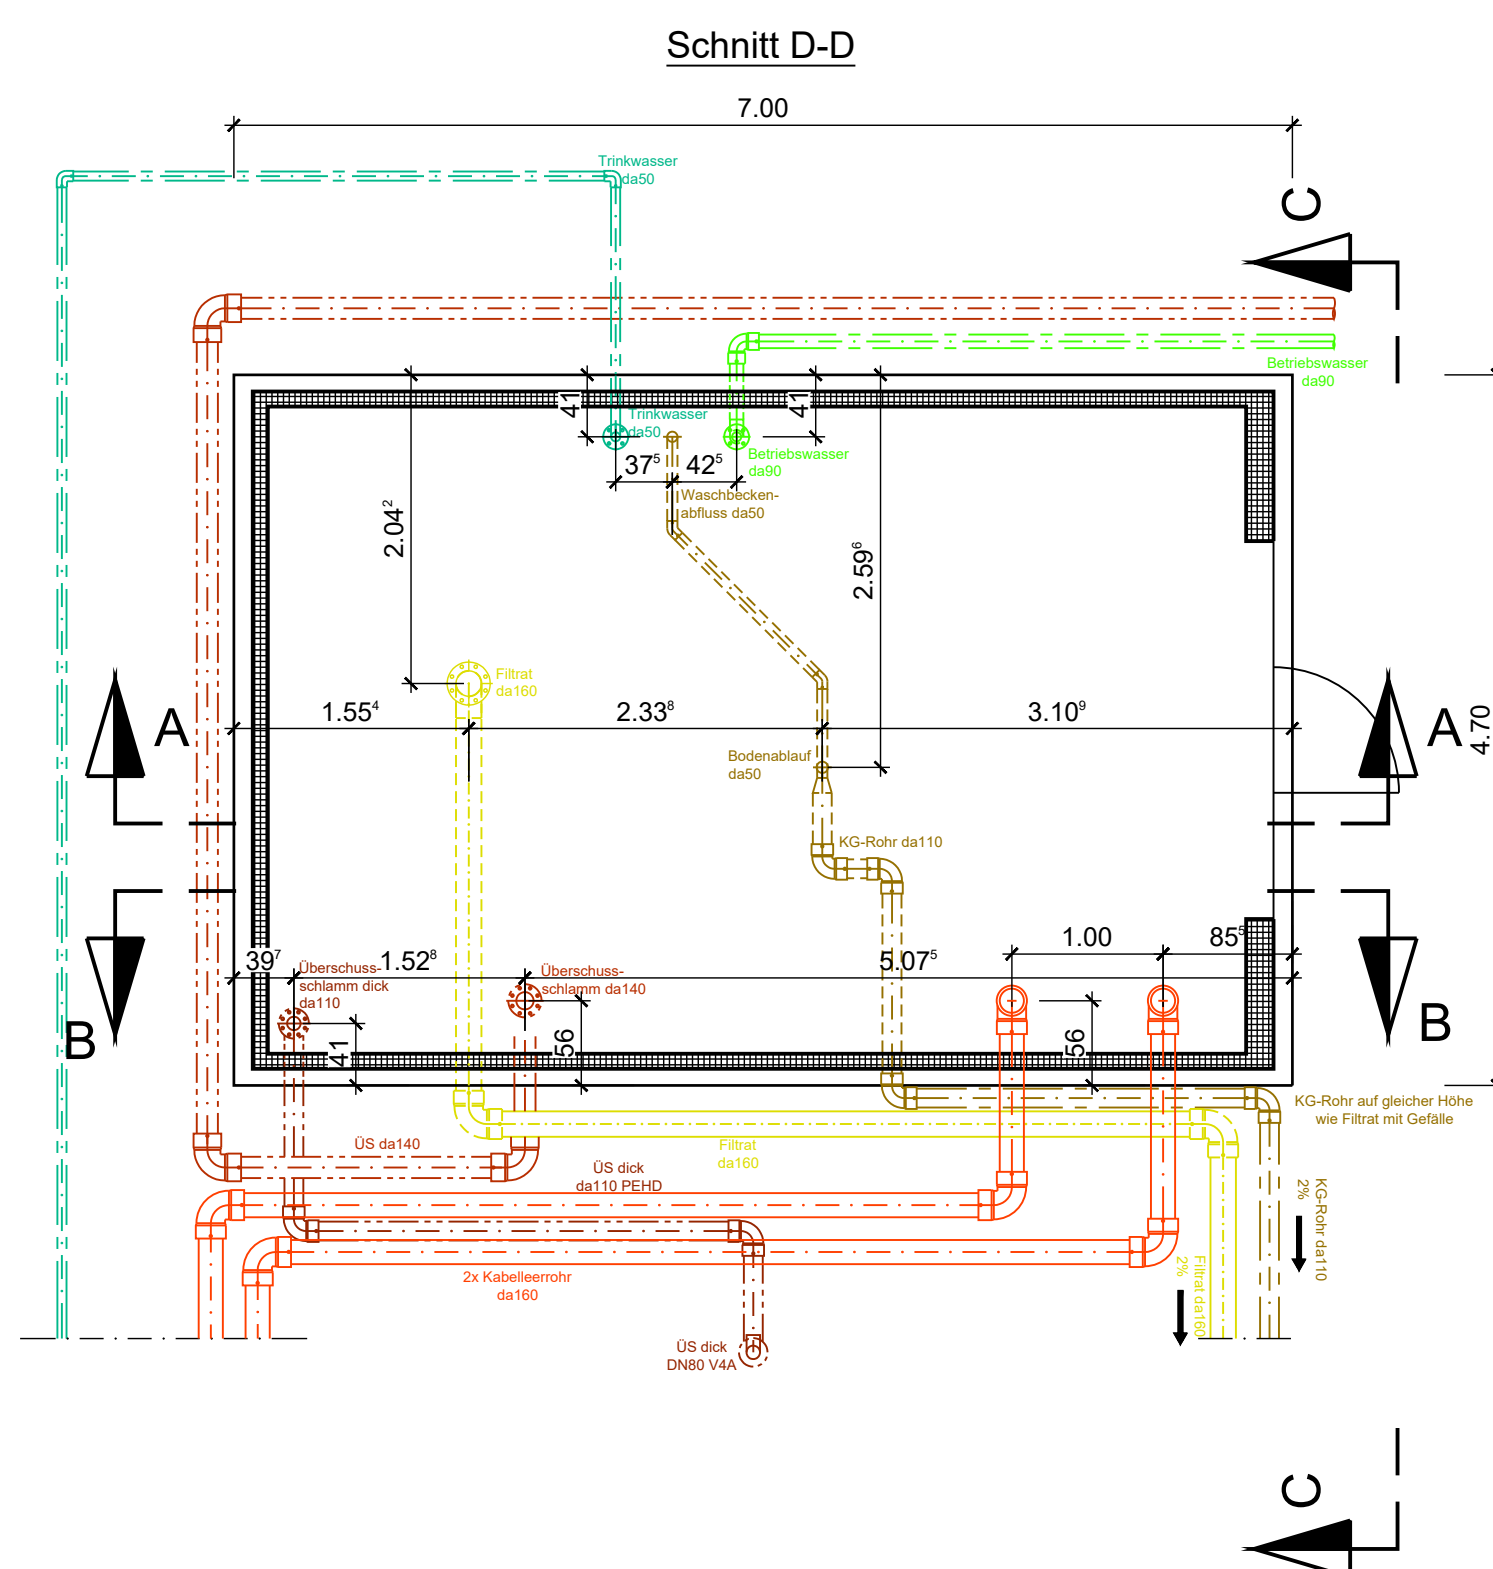 Schnitt D-D
7.00
Trinkwasser
da50
C
Betriebswasser
da90
41
41
Trinkwasser
da50
Betriebswasser
da90
37⁵
42⁵
Waschbecken-
abfluss da50
2.04²
2.59⁶
Filtrat
da160
1.55⁴
2.33⁸
3.10⁹
A
A
4.70
Bodenablauf
da50
KG-Rohr da110
1.00
85⁵
39⁷
1.52⁸
5.07⁵
Überschuss-
schlamm dick
da110
Überschuss-
schlamm da140
B
B
41
56
56
KG-Rohr auf gleicher Höhe
wie Filtrat mit Gefälle
ÜS da140
Filtrat
da160
ÜS dick
da110 PEHD
KG-Rohr da110
2%
Filtrat da160
2%
2x Kabelleerrohr
da160
ÜS dick
DN80 V4A
C